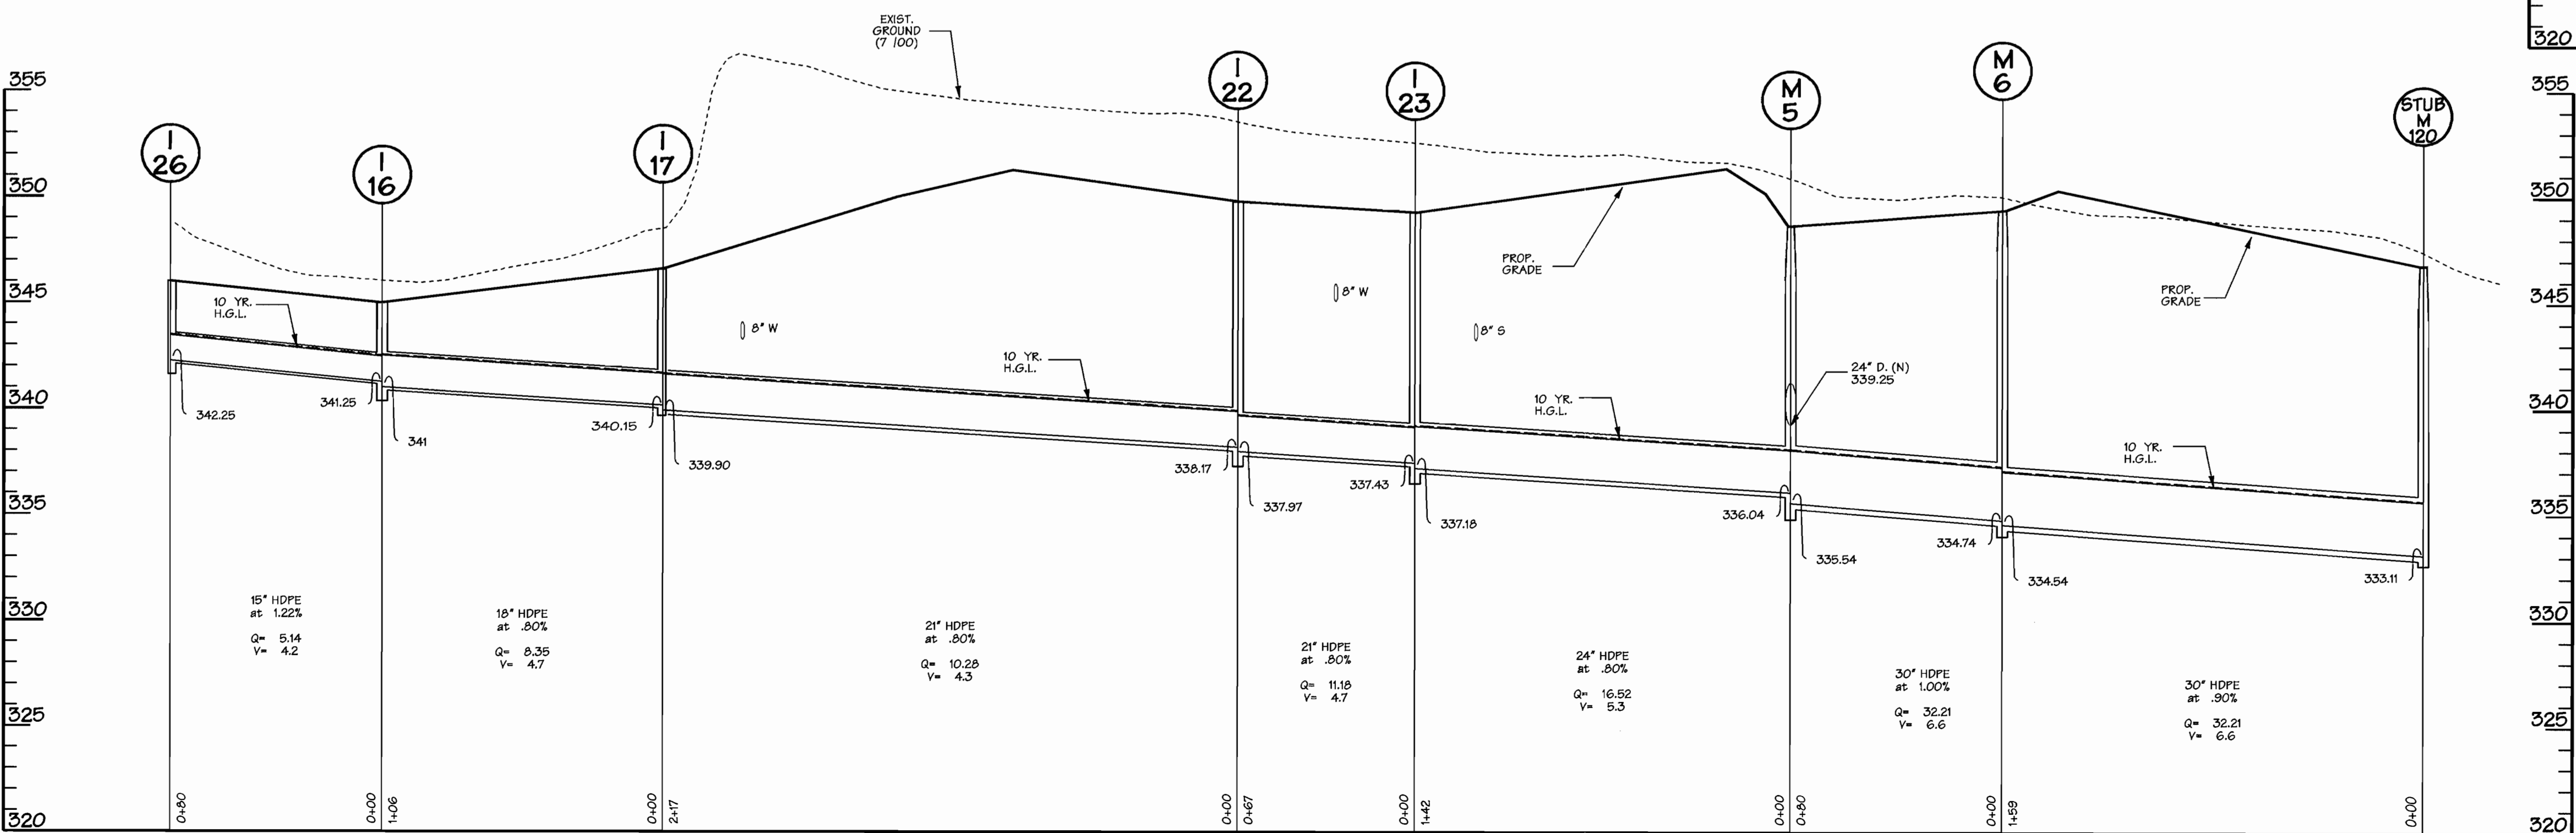 EXIST.
GROUND
(7 /00)
320
355
350
345
340
335
330
325
320
I
26
I
16
I
17
I
22
I
23
M
5
M
6
STUB
M
120
355
350
345
340
335
330
325
320
10 YR.
H.G.L.
10 YR.
H.G.L.
10 YR.
H.G.L.
10 YR.
H.G.L.
PROP.
GRADE
PROP.
GRADE
8" W
8" W
8" S
24" D. (N)
339.25
342.25
341.25
341
340.15
339.90
338.17
337.97
337.43
337.18
336.04
335.54
334.74
334.54
333.11
15" HDPE
at 1.22%
Q= 5.14
V= 4.2
18" HDPE
at .80%
Q= 8.35
V= 4.7
21" HDPE
at .80%
Q= 10.28
V= 4.3
21" HDPE
at .80%
Q= 11.18
V= 4.7
24" HDPE
at .80%
Q= 16.52
V= 5.3
30" HDPE
at 1.00%
Q= 32.21
V= 6.6
30" HDPE
at .90%
Q= 32.21
V= 6.6
0+80
0+00
1+06
0+00
2+17
0+00
0+67
0+00
1+42
0+00
0+80
0+00
1+59
0+00